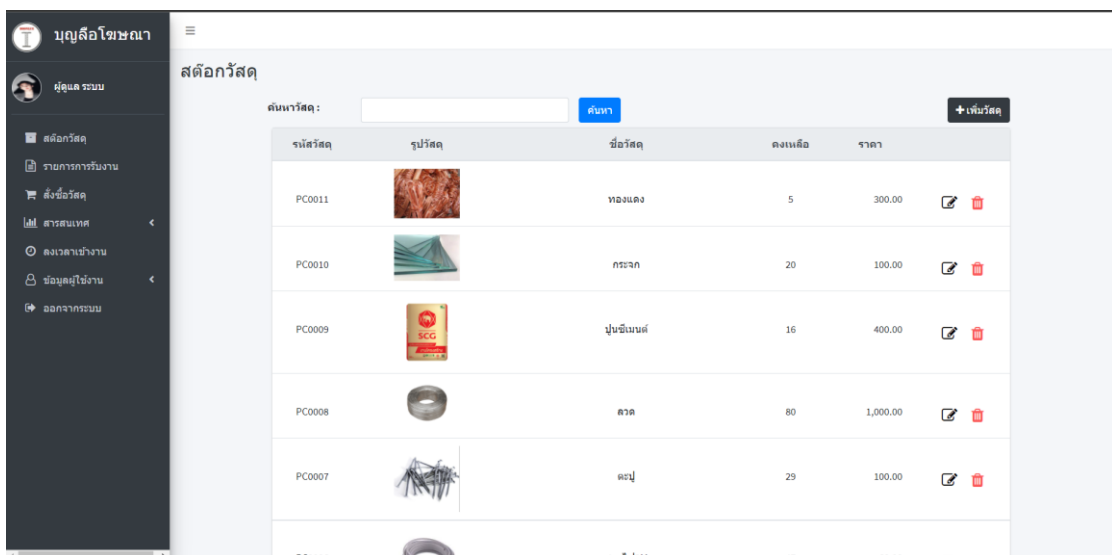 บุญลือโฆษณา
ผู้ดูแล ระบบ
สต๊อกวัสดุ
รายการการรับงาน
สั่งซื้อวัสดุ
สารสนเทศ
ลงเวลาเข้างาน
ข้อมูลผู้ใช้งาน
ออกจากระบบ
สต๊อกวัสดุ
ค้นหาวัสดุ :
ค้นหา
+เพิ่มวัสดุ
รหัสวัสดุ รูปวัสดุ ชื่อวัสดุ คงเหลือ ราคา
PC0011 ทองแดง 5 300.00
PC0010 กระจก 20 100.00
SCG
PC0009 ปูนซีเมนต์ 16 400.00
PC0008 ลวด 80 1,000.00
PC0007 ตะปู 29 100.00